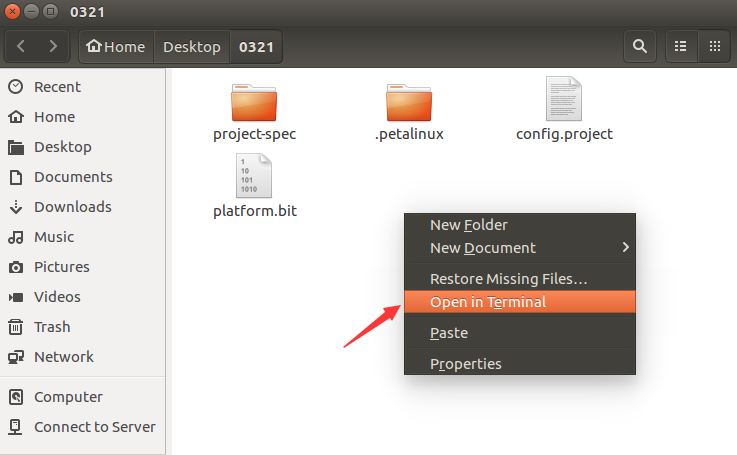 0321
Home
Desktop
0321
Recent
Home
Desktop
Documents
Downloads
Music
Pictures
Videos
Trash
Network
Computer
Connect to Server
project-spec
.petalinux
config.project
1
10
101
1010
platform.bit
New Folder
New Document
Restore Missing Files...
Open in Terminal
Paste
Properties